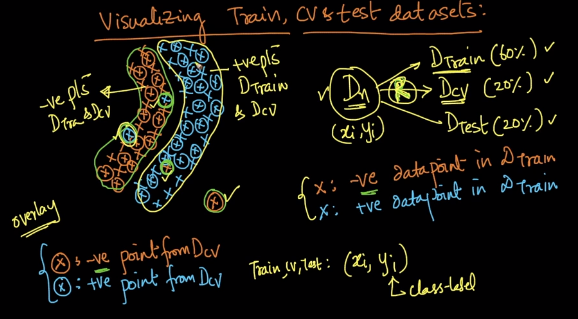 Visualizing Train, CV & test datasets:
-ve pts
DTra & DCV
+ve pts
DTrain
& DCV
Dn
(xi, yi)
R
DTrain (60%) ✓
DCV (20%) ✓
DTest (20%) ✓
x: -ve datapoint in DTrain
x: +ve datapoint in DTrain
overlay
ⓧ: -ve point from DCV
ⓧ: +ve point from DCV
Train, CV, Test: (xi, yi)
class-label